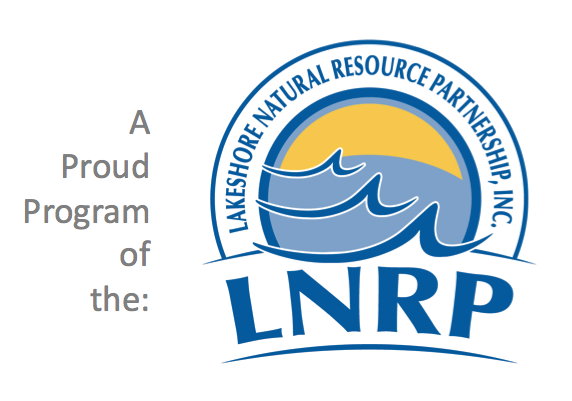 A
Proud
Program
of
the:
LAKESHORE NATURAL RESOURCE PARTNERSHIP, INC.
LNRP